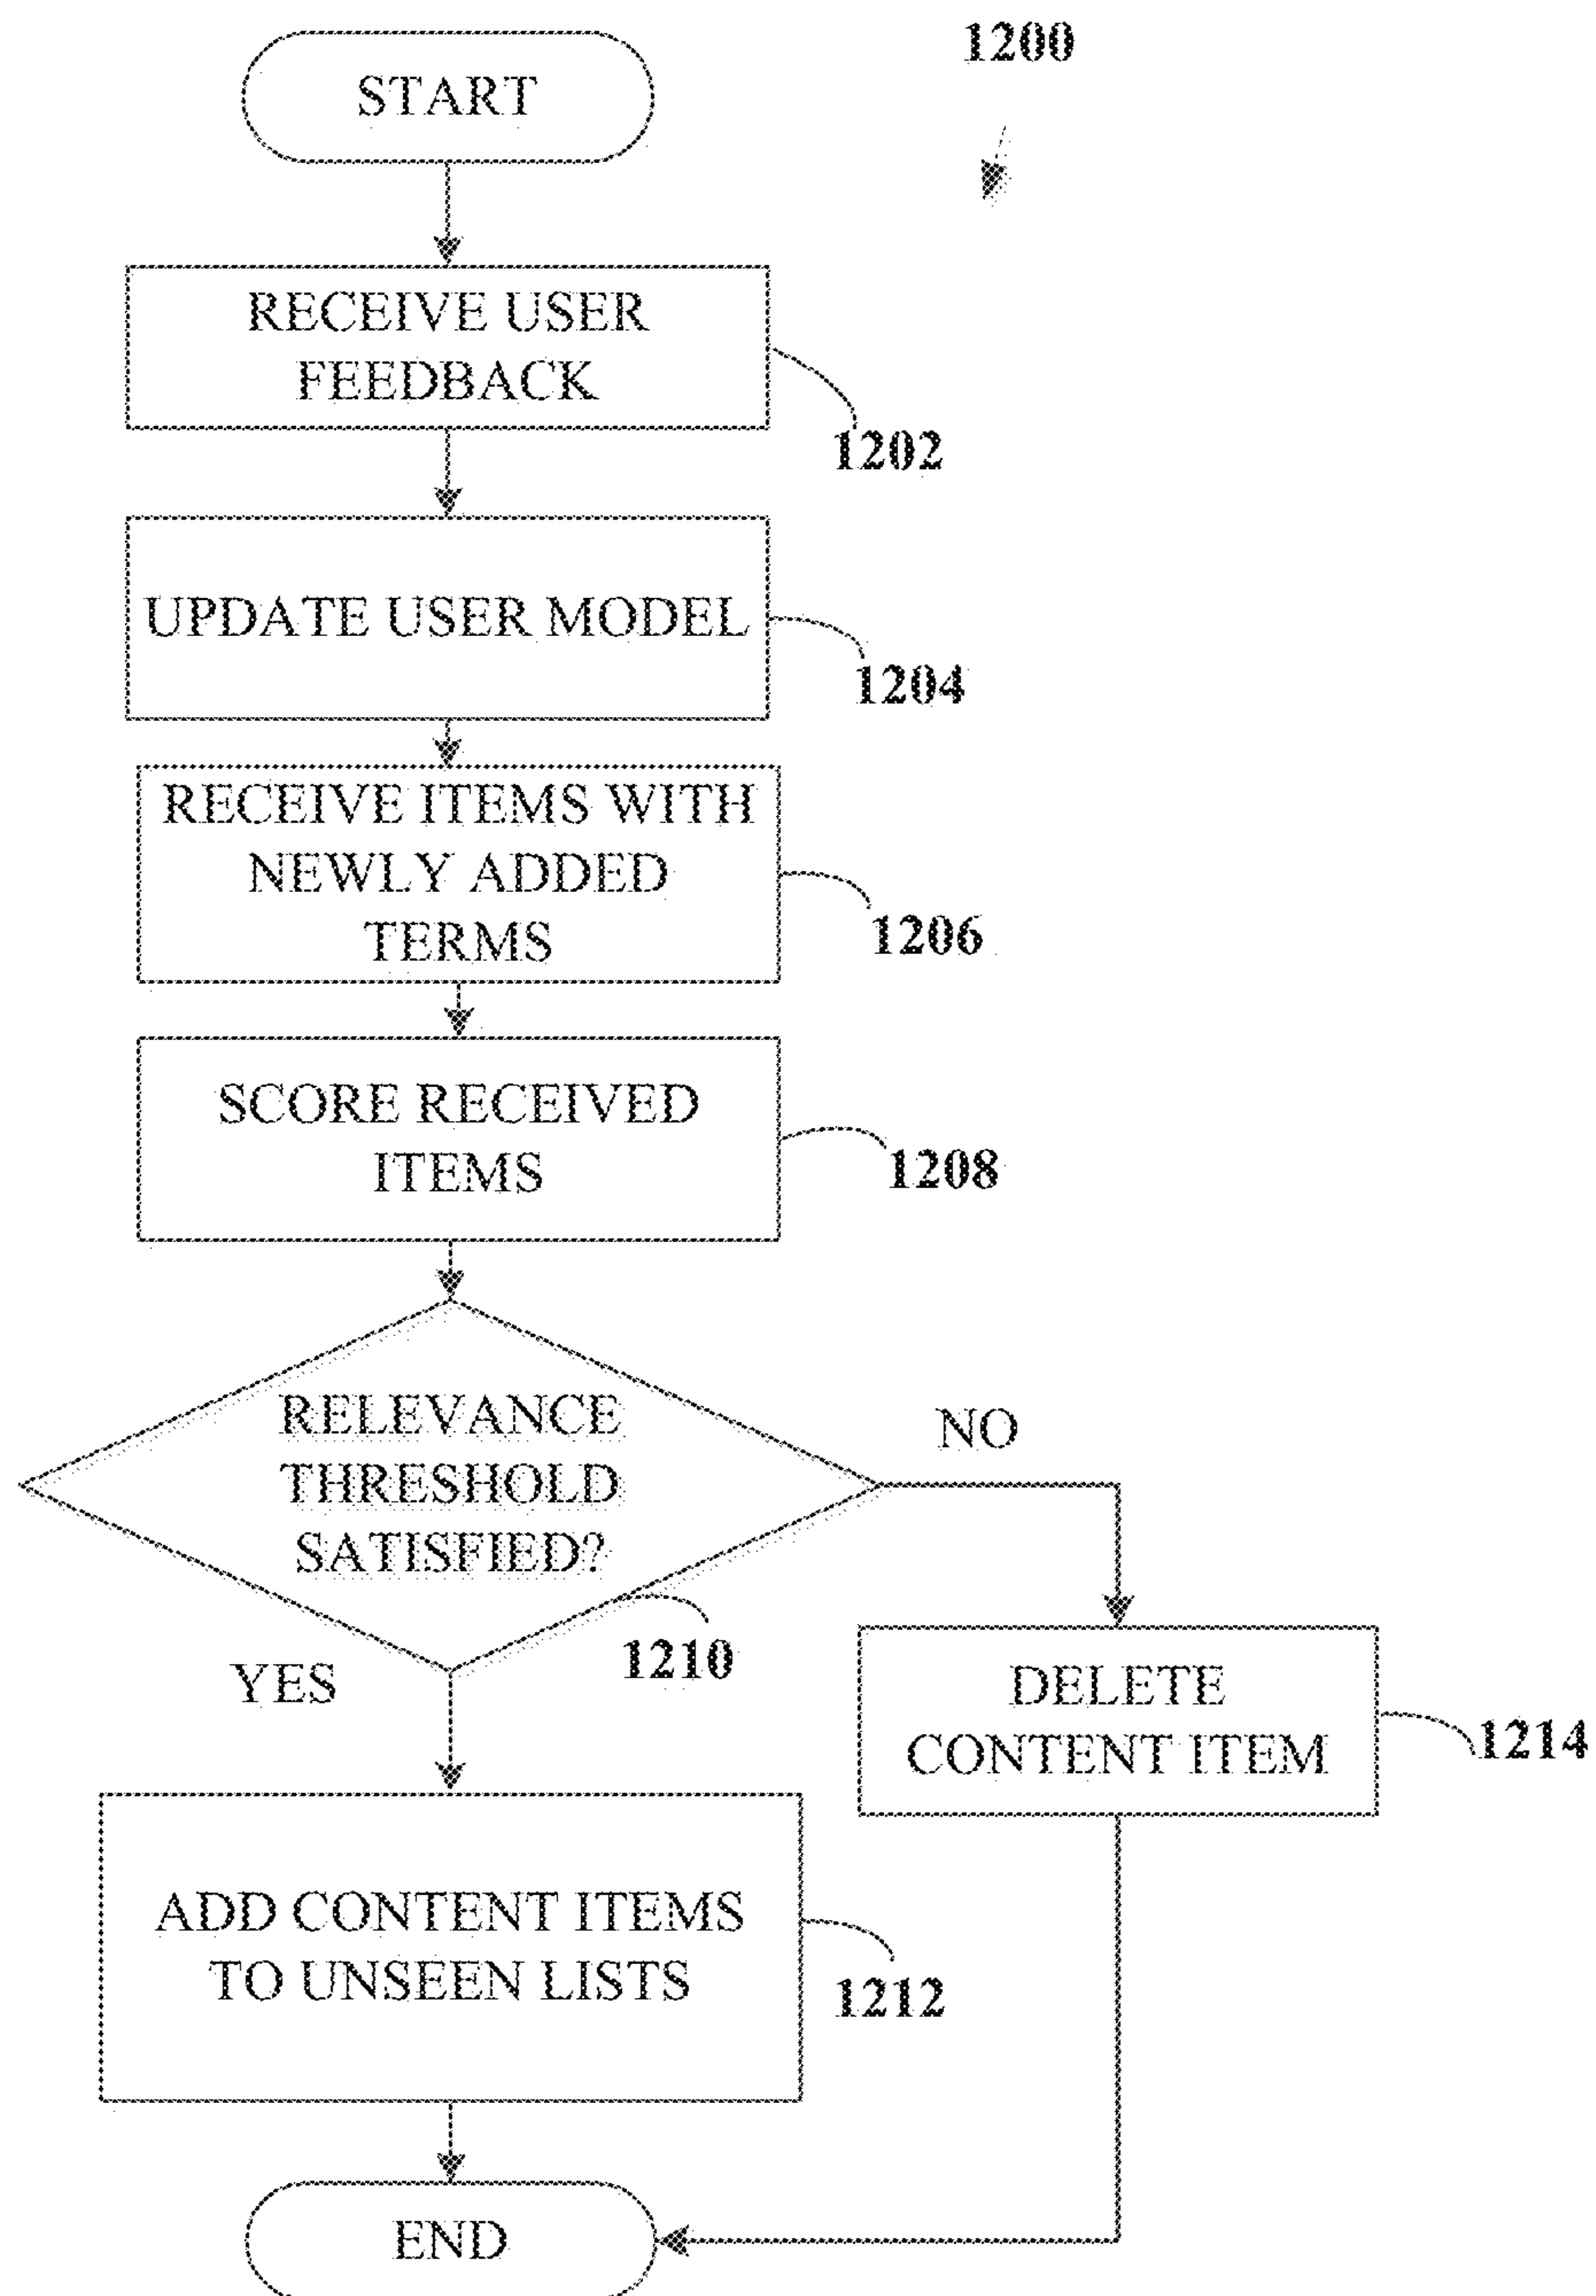 1200
START
RECEIVE USER
FEEDBACK
1202
UPDATE USER MODEL
1204
RECEIVE ITEMS WITH
NEWLY ADDED
TERMS
1206
SCORE RECEIVED
ITEMS
1208
RELEVANCE
THRESHOLD
SATISFIED?
NO
1210
YES
DELETE
CONTENT ITEM
1214
ADD CONTENT ITEMS
TO UNSEEN LISTS
1212
END